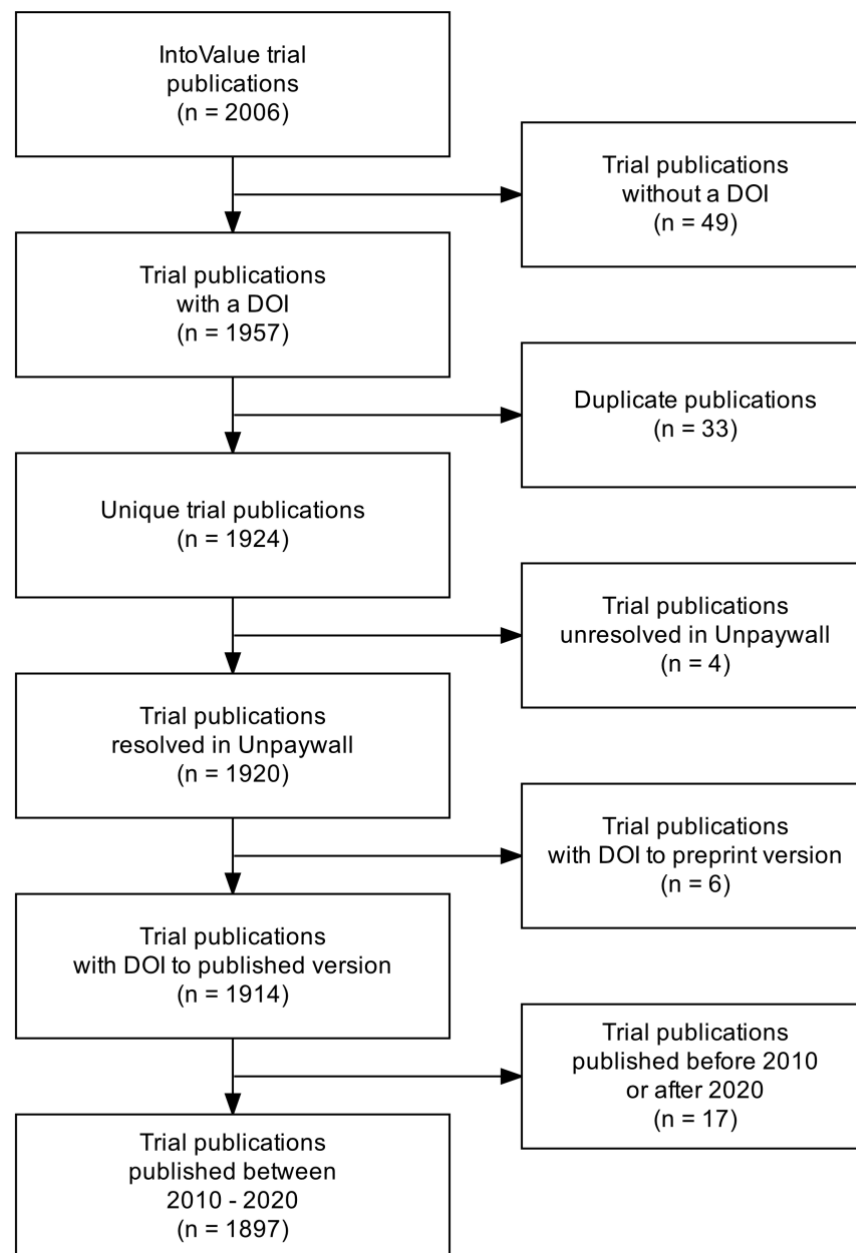 IntoValue trial
publications
(n = 2006)
Trial publications
without a DOI
(n = 49)
Trial publications
with a DOI
(n = 1957)
Duplicate publications
(n = 33)
Unique trial publications
(n = 1924)
Trial publications
unresolved in Unpaywall
(n = 4)
Trial publications
resolved in Unpaywall
(n = 1920)
Trial publications
with DOI to preprint version
(n = 6)
Trial publications
with DOI to published version
(n = 1914)
Trial publications
published before 2010
or after 2020
(n = 17)
Trial publications
published between
2010 - 2020
(n = 1897)